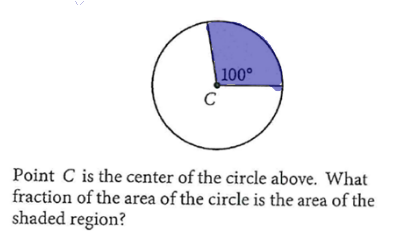 100°
C
Point C is the center of the circle above. What
fraction of the area of the circle is the area of the
shaded region?